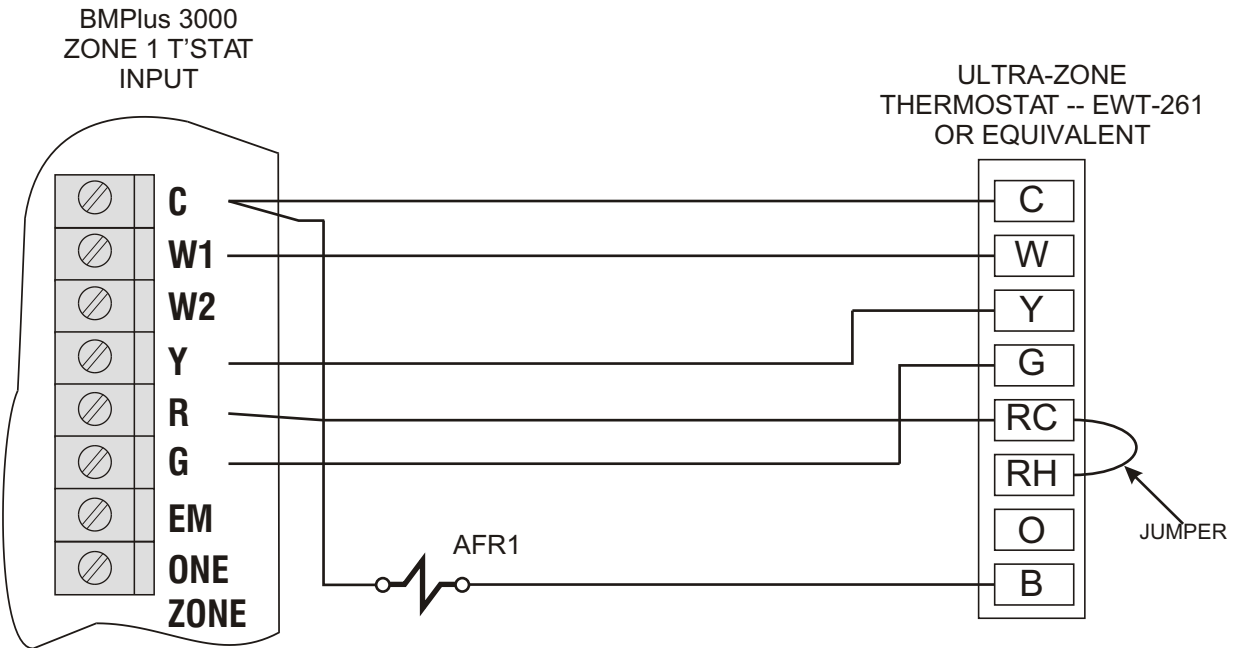 BMPlus 3000
ZONE 1 T'STAT
INPUT
ULTRA-ZONE
THERMOSTAT -- EWT-261
OR EQUIVALENT
C
W1
W2
Y
R
G
EM
ONE
ZONE
C
W
Y
G
RC
RH
O
B
JUMPER
AFR1